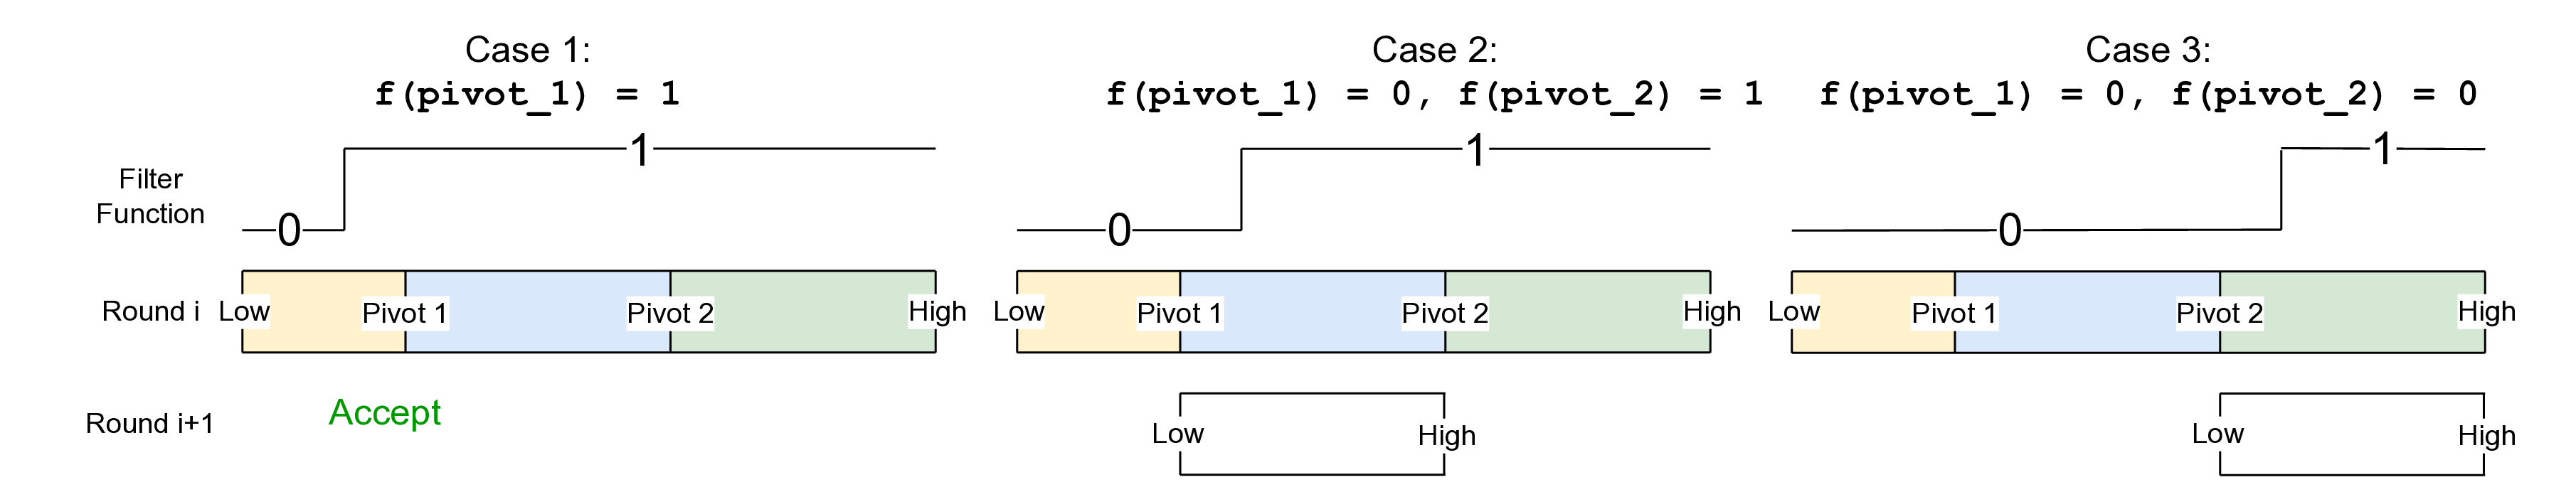 Case 1:
f(pivot_1) = 1
Case 2:
f(pivot_1) = 0, f(pivot_2) = 1
Case 3:
f(pivot_1) = 0, f(pivot_2) = 0
Filter
Function
0
1
0
1
0
1
Round i
Low
Pivot 1
Pivot 2
High
Low
Pivot 1
Pivot 2
High
Low
Pivot 1
Pivot 2
High
Round i+1
Accept
Low
High
Low
High